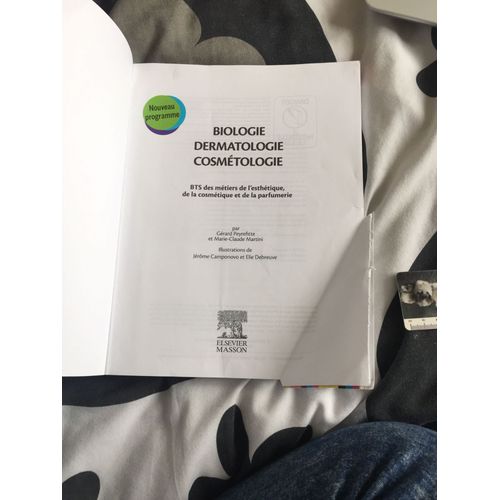 Nouveau
programme
BIOLOGIE
DERMATOLOGIE
COSMÉTOLOGIE
BTS des métiers de l'esthétique,
de la cosmétique et de la parfumerie
par
Gérard Peyrefitte
et Marie-Claude Martini
Illustrations de
Jérôme Camponovo et Elie Debreuve
ELSEVIER
MASSON